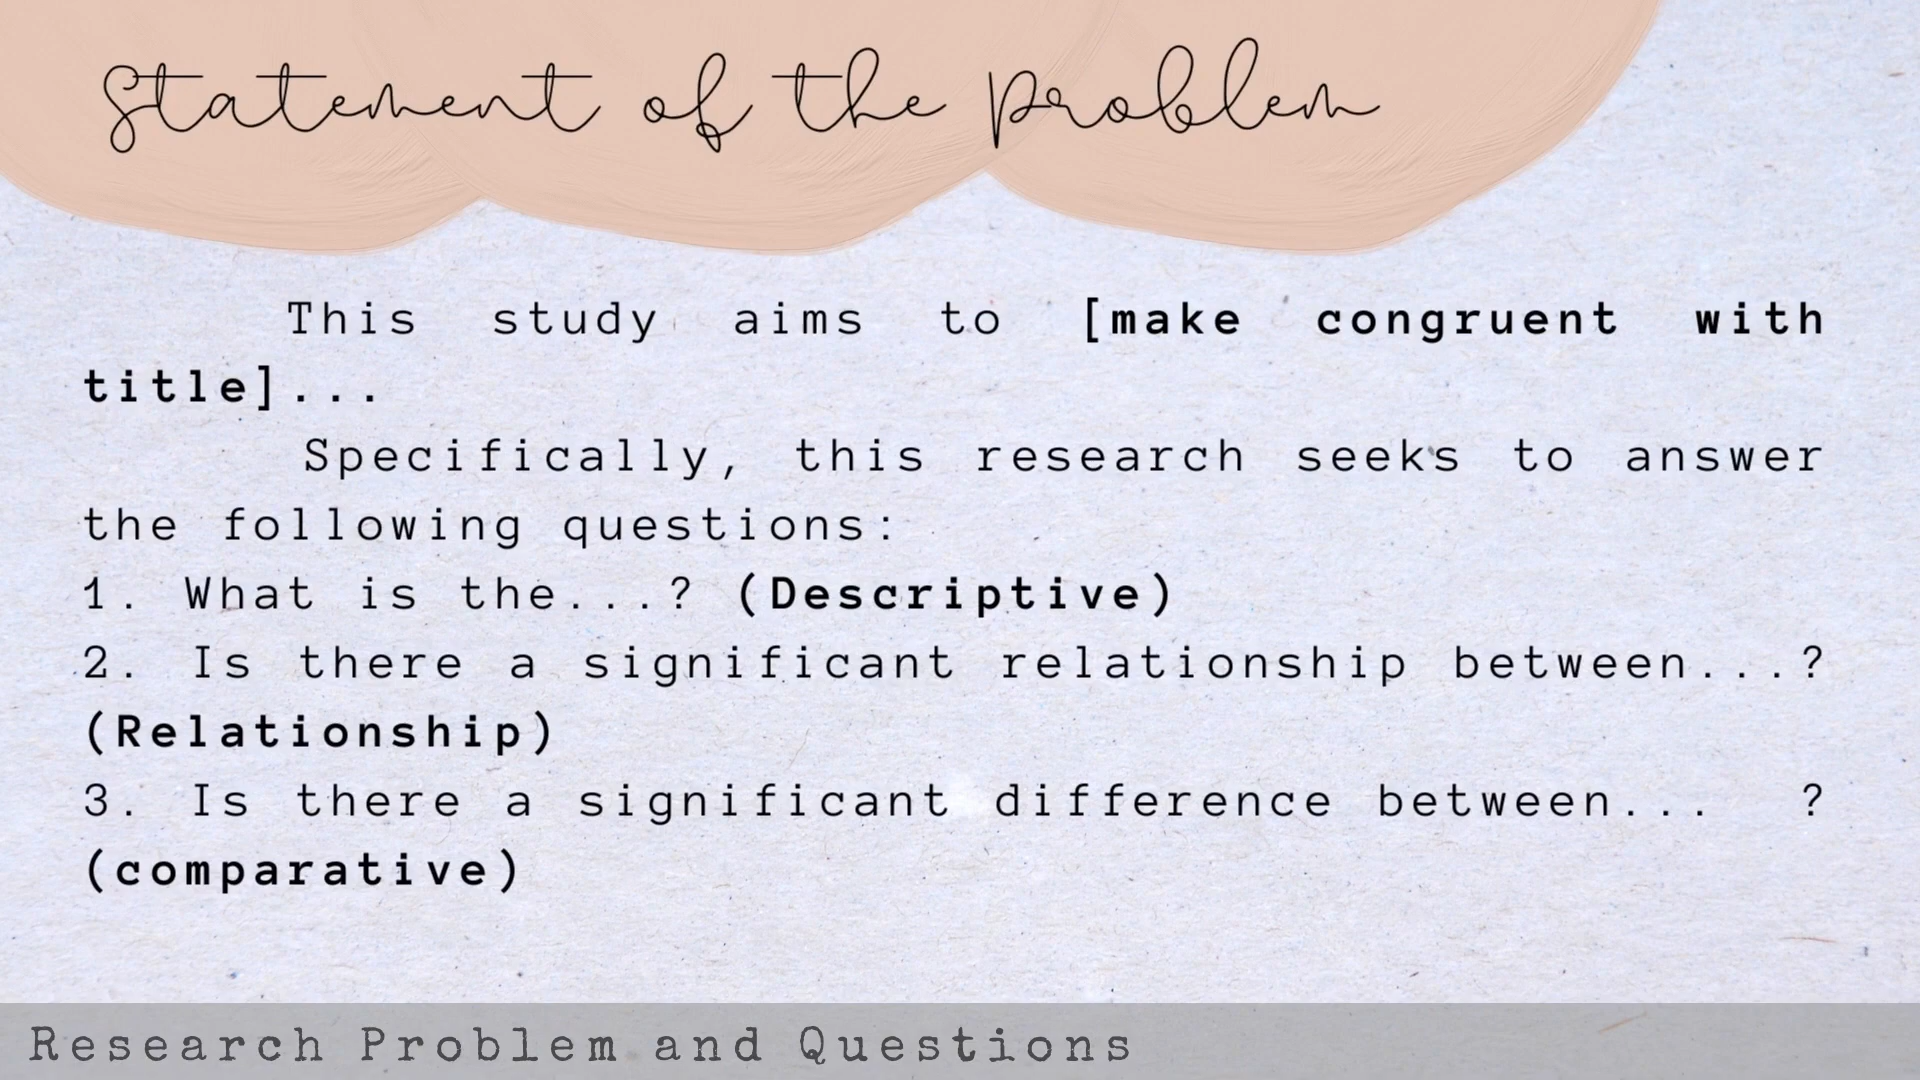 Statement of the Problem
This study aims to [make congruent with
title]...
Specifically, this research seeks to answer
the following questions:
1. What is the...? (Descriptive)
2. Is there a significant relationship between...?
(Relationship)
3. Is there a significant difference between... ?
(comparative)
Research Problem and Questions